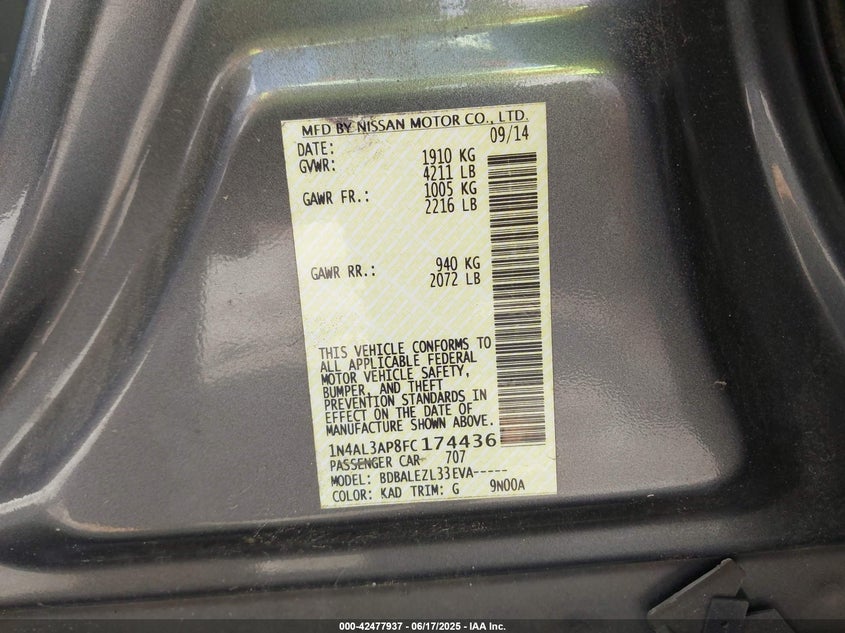 MFD BY NISSAN MOTOR CO., LTD.
DATE: 09/14
GVWR: 1910 KG
4211 LB
GAWR FR.: 1005 KG
2216 LB
GAWR RR.: 940 KG
2072 LB
THIS VEHICLE CONFORMS TO
ALL APPLICABLE FEDERAL
MOTOR VEHICLE SAFETY,
BUMPER, AND THEFT
PREVENTION STANDARDS IN
EFFECT ON THE DATE OF
MANUFACTURE SHOWN ABOVE.
1N4AL3AP8FC174436
PASSENGER CAR 707
MODEL: BDBALEZL33EVA-----
COLOR: KAD TRIM: G 9N00A
000-42477937 - 06/17/2025 - IAA Inc.